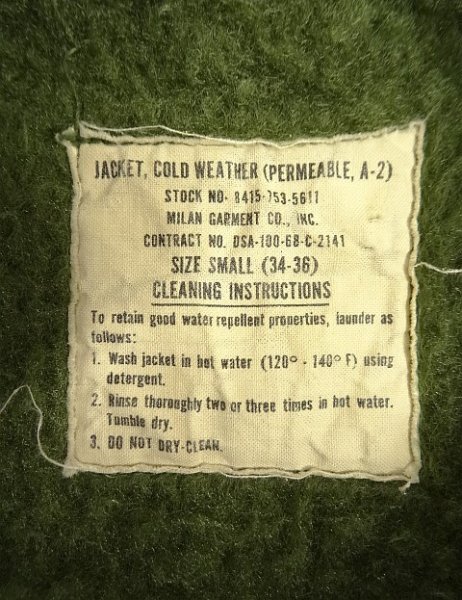 JACKET, COLD WEATHER (PERMEABLE, A-2)
STOCK NO. 8415-753-5611
MILAN GARMENT CO., INC.
CONTRACT NO. DSA-100-68-C-2141
SIZE SMALL (34-36)
CLEANING INSTRUCTIONS
To retain good water repellent properties, launder as
follows:
1. Wash jacket in hot water (120° - 140° F) using
detergent.
2. Rinse thoroughly two or three times in hot water.
Tumble dry.
3. DO NOT DRY-CLEAN.